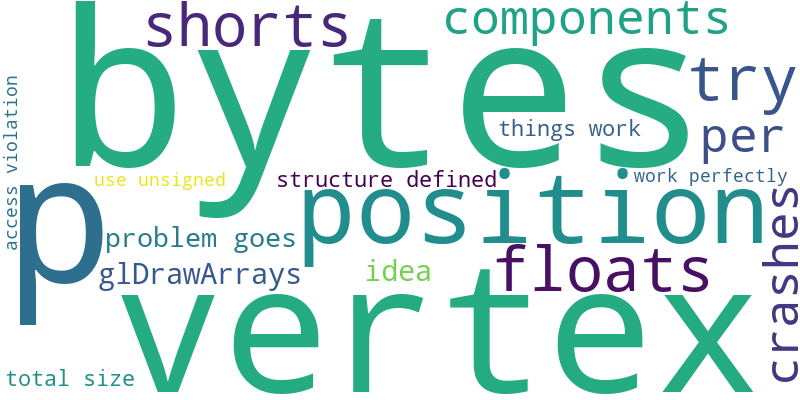 shorts
components
bytes
try
things work
per
access violation
use unsigned
structure defined
work perfectly
p
position
problem goes
crashes
glDrawArrays
idea
floats
vertex
total size